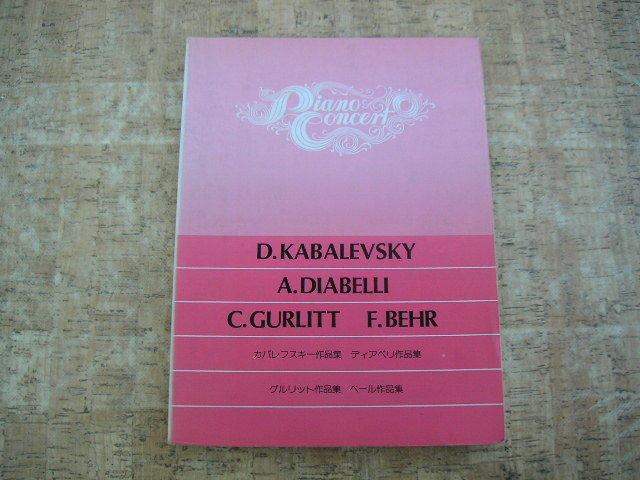 Piano
Concert
D.KABALEVSKY
A.DIABELLI
C.GURLITT F.BEHR
カバレフスキー作品集 ディアベリ作品集
グルリット作品集 ベール作品集